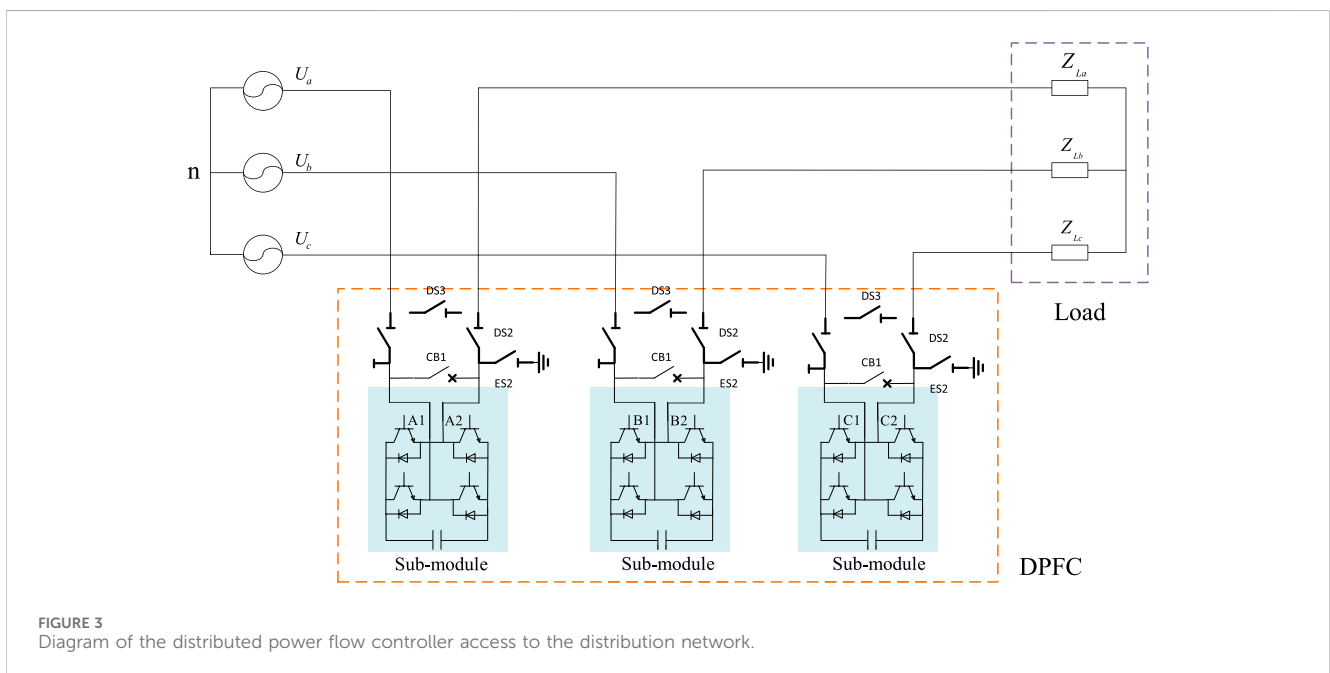 U_a
Z_La
U_b
n
Z_Lb
U_c
Z_Lc
DS3
DS3
DS3
Load
DS2
DS2
DS2
CB1
CB1
CB1
ES2
ES2
ES2
A1 A2
B1 B2
C1 C2
Sub-module
Sub-module
Sub-module
DPFC
FIGURE 3
Diagram of the distributed power flow controller access to the distribution network.